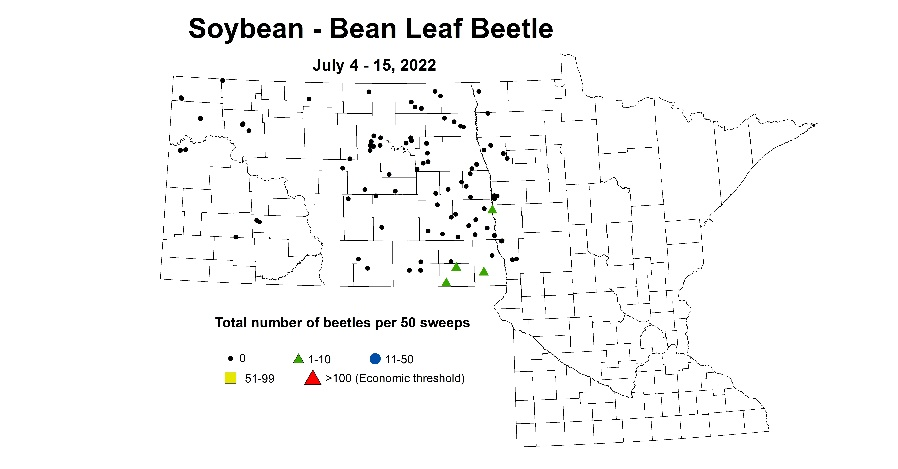 Soybean - Bean Leaf Beetle
July 4 - 15, 2022
Total number of beetles per 50 sweeps
0 1-10 11-50
51-99 >100 (Economic threshold)